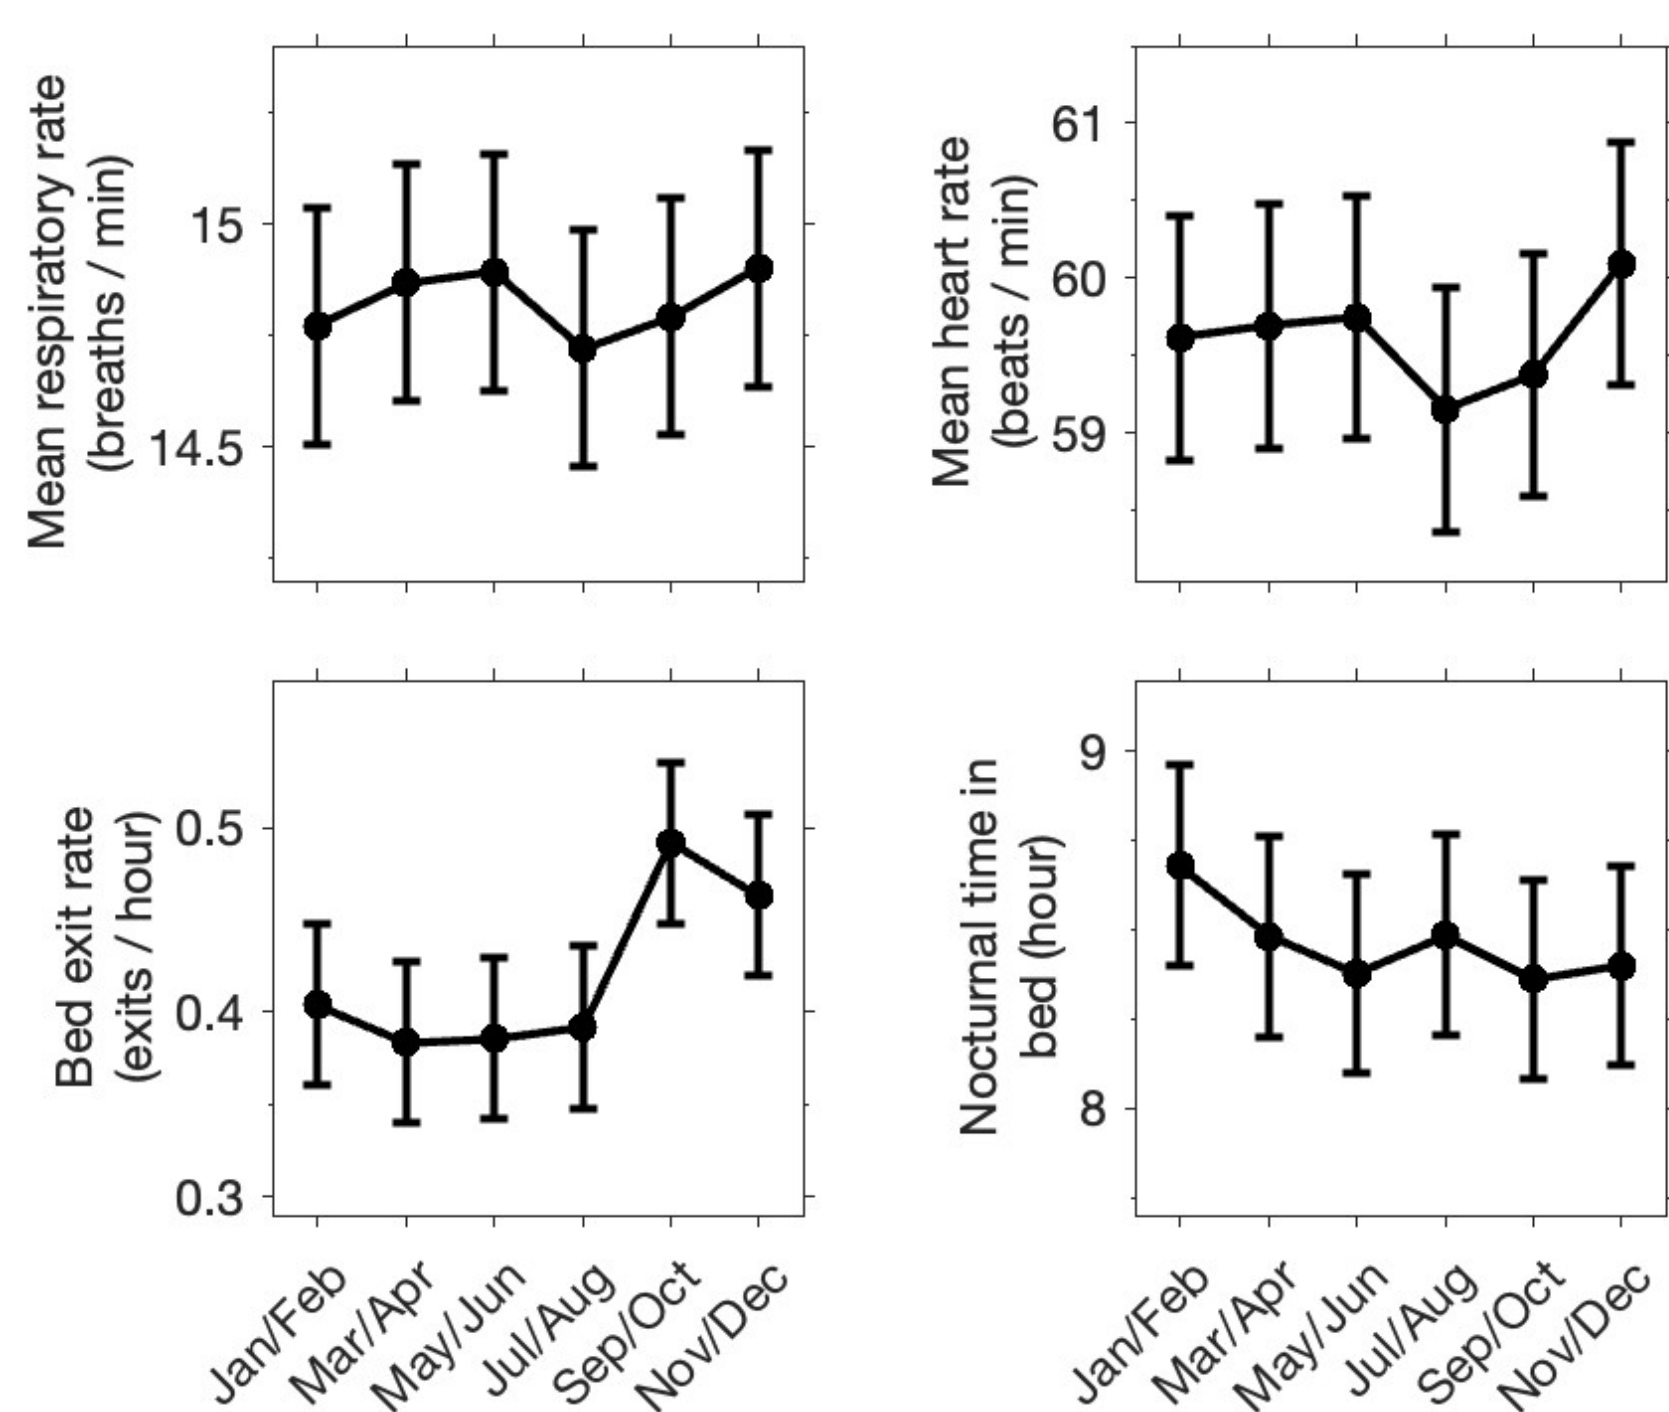 Mean respiratory rate
(breaths / min)
15
14.5
Mean heart rate
(beats / min)
61
60
59
Bed exit rate
(exits / hour)
0.5
0.4
0.3
Jan/Feb
Mar/Apr
May/Jun
Jul/Aug
Sep/Oct
Nov/Dec
Nocturnal time in
bed (hour)
9
8
Jan/Feb
Mar/Apr
May/Jun
Jul/Aug
Sep/Oct
Nov/Dec